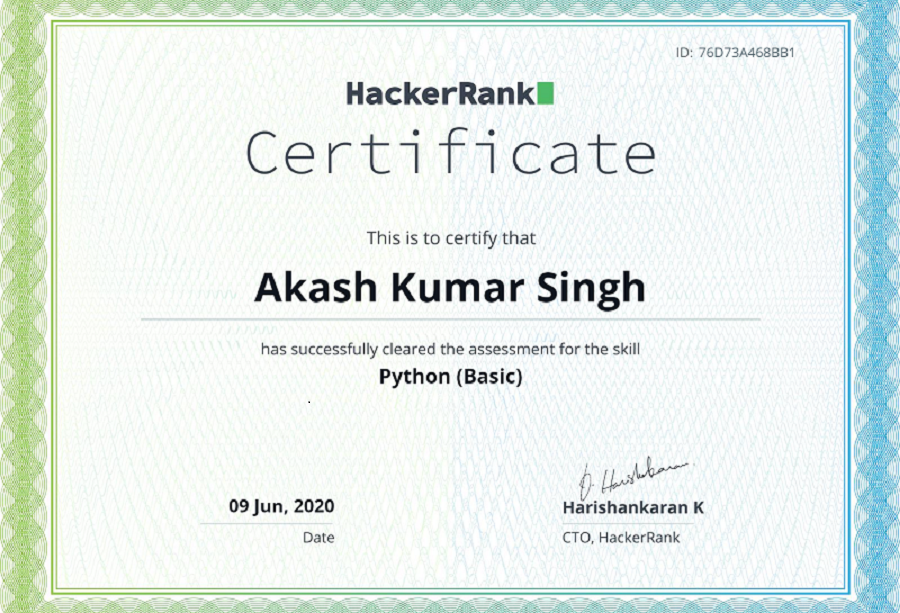 ID: 76D73A468BB1
HackerRank
Certificate
This is to certify that
Akash Kumar Singh
has successfully cleared the assessment for the skill
Python (Basic)
09 Jun, 2020
Date
D. Harishankaran
Harishankaran K
CTO, HackerRank